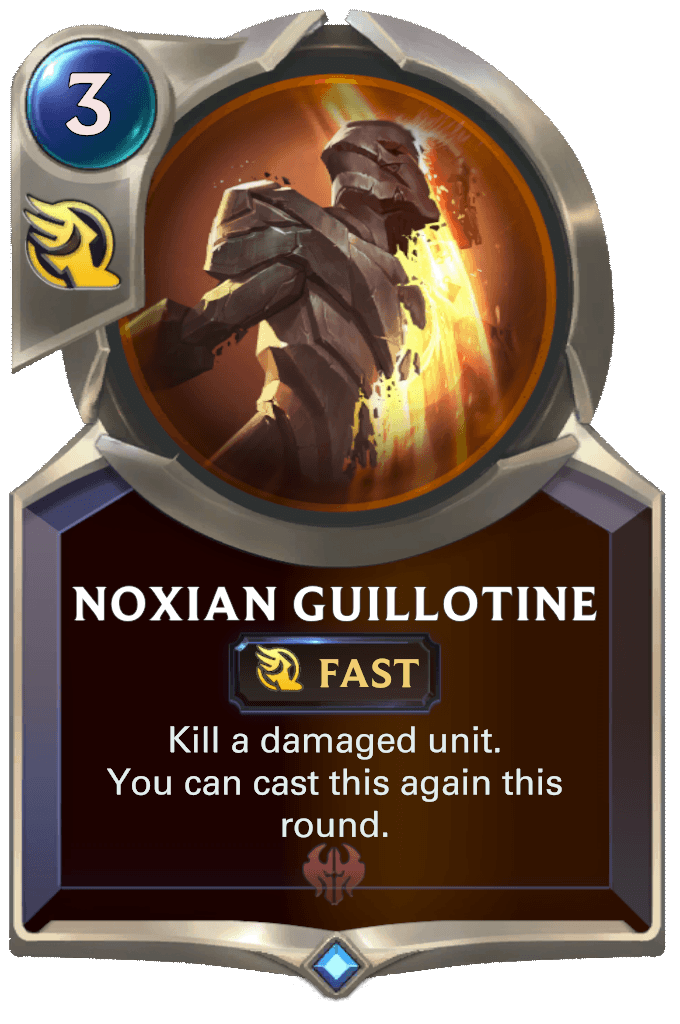 3
NOXIAN GUILLOTINE
FAST
Kill a damaged unit.
You can cast this again this
round.